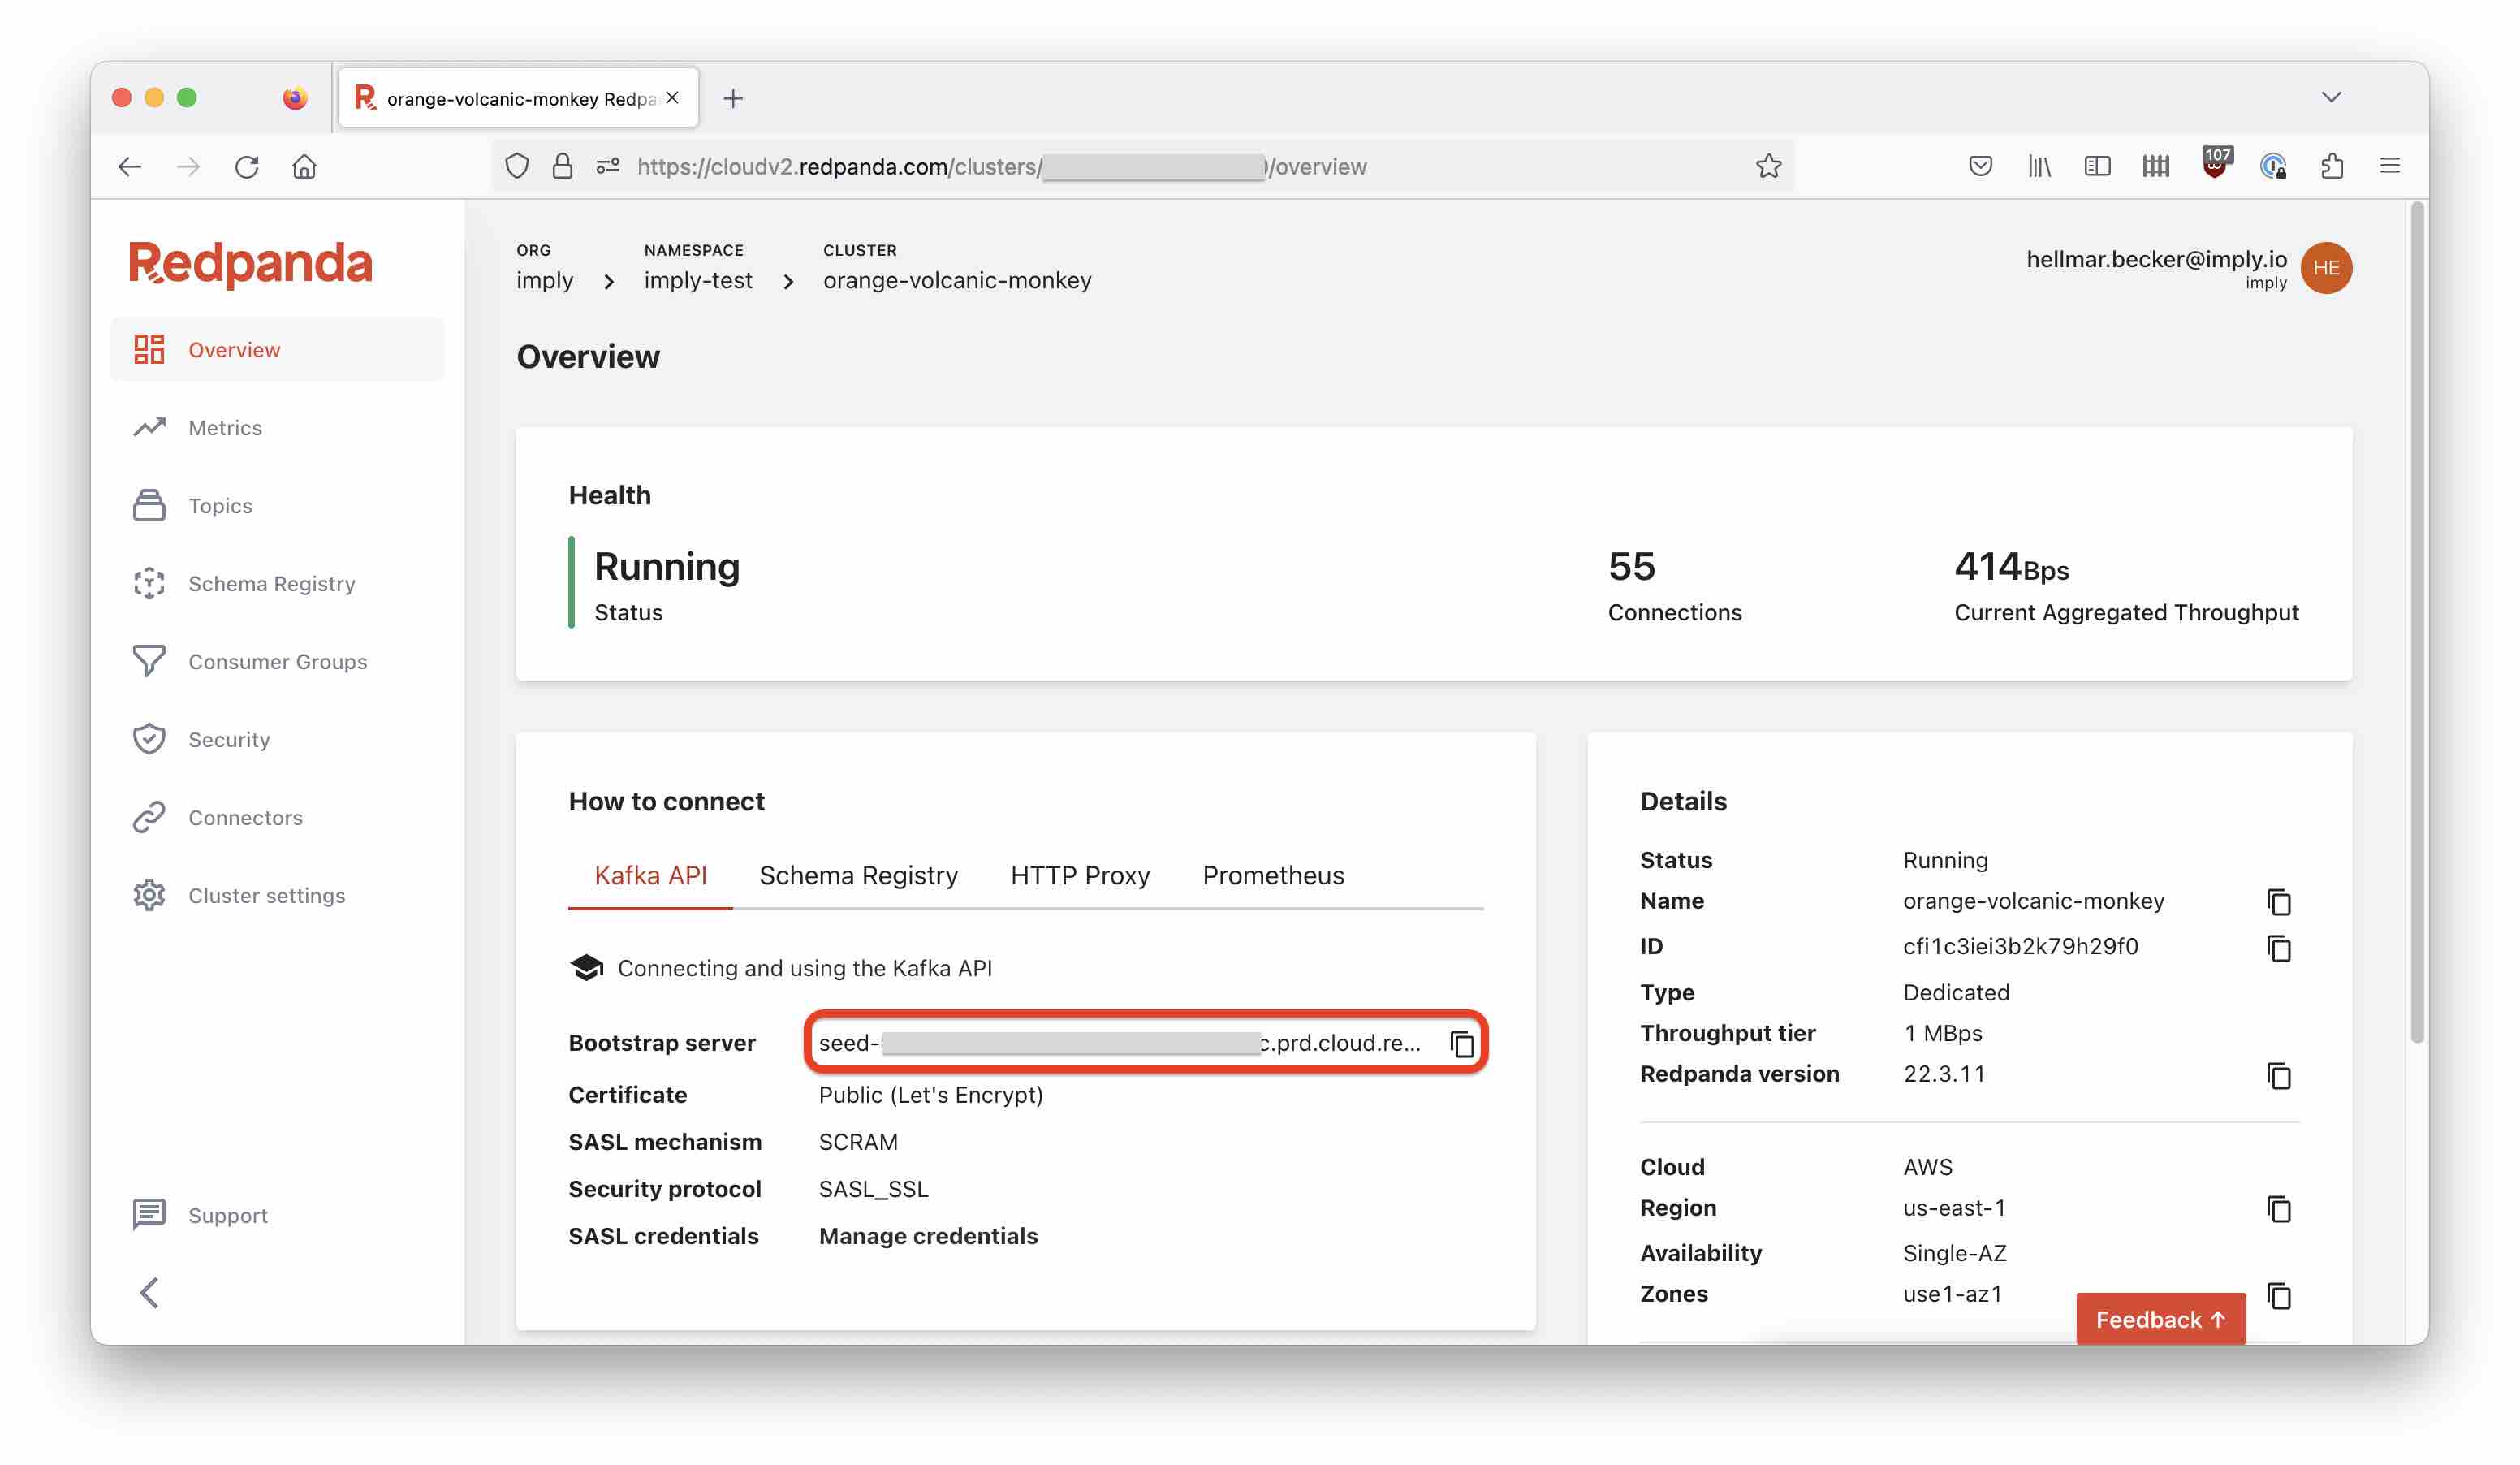 orange-volcanic-monkey Redpa
https://cloudv2.redpanda.com/clusters/ /overview
107
Redpanda
Overview
Metrics
Topics
Schema Registry
Consumer Groups
Security
Connectors
Cluster settings
Support
ORG
imply
NAMESPACE
imply-test
CLUSTER
orange-volcanic-monkey
hellmar.becker@imply.io
imply
HE
Overview
Health
Running
Status
55
Connections
414Bps
Current Aggregated Throughput
How to connect
Kafka API Schema Registry HTTP Proxy Prometheus
Connecting and using the Kafka API
Bootstrap server seed- c.prd.cloud.re...
Certificate Public (Let's Encrypt)
SASL mechanism SCRAM
Security protocol SASL_SSL
SASL credentials Manage credentials
Details
Status Running
Name orange-volcanic-monkey
ID cfi1c3iei3b2k79h29f0
Type Dedicated
Throughput tier 1 MBps
Redpanda version 22.3.11
Cloud AWS
Region us-east-1
Availability Single-AZ
Zones use1-az1
Feedback ↑